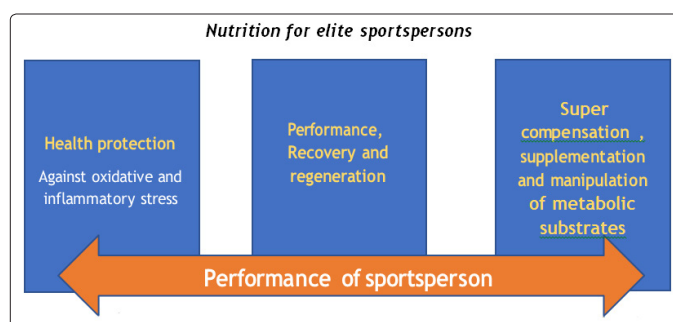 Nutrition for elite sportspersons
Health protection
Against oxidative and
inflammatory stress
Performance,
Recovery and
regeneration
Super
compensation ,
supplementation
and manipulation
of metabolic
substrates
Performance of sportsperson